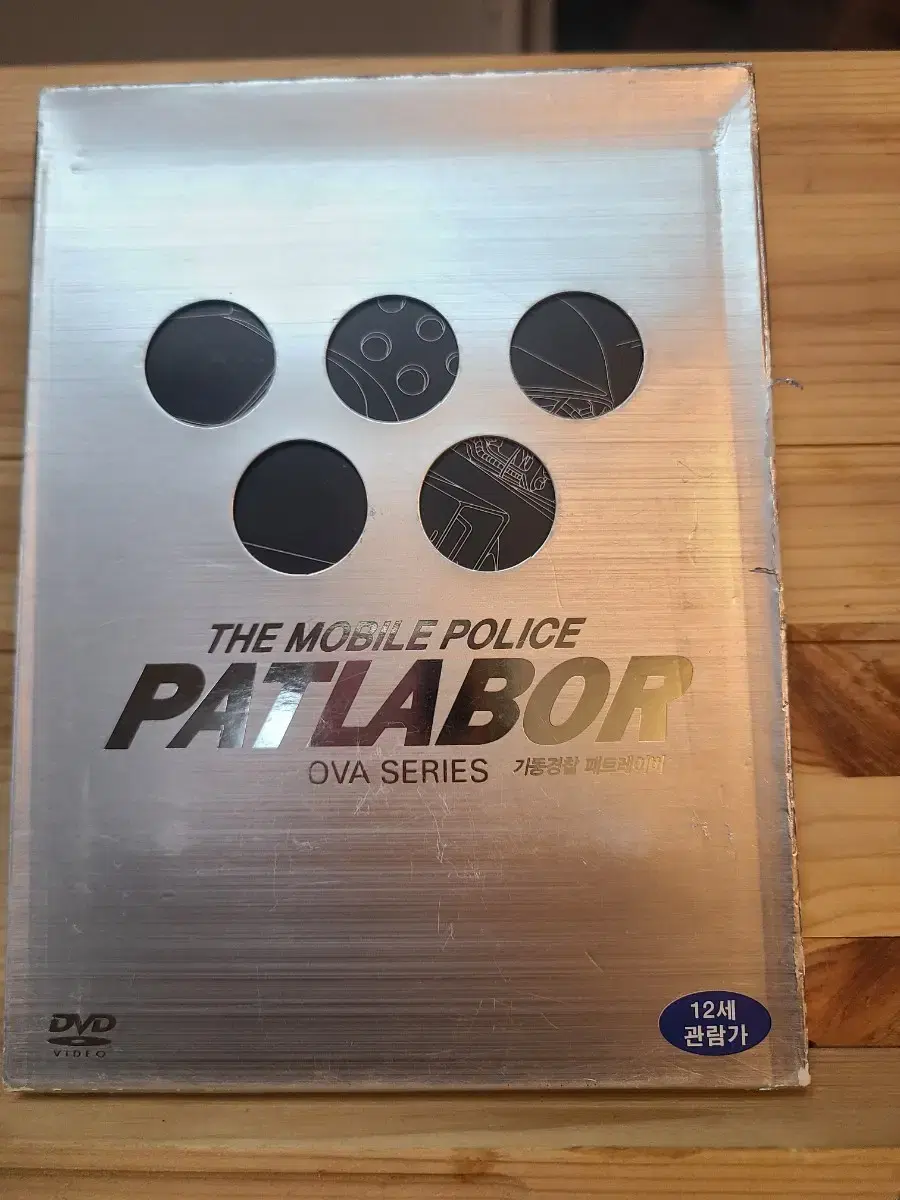 THE MOBILE POLICE
PATLABOR
OVA SERIES 기동경찰 패트레이버
DVD
VIDEO
12세
관람가